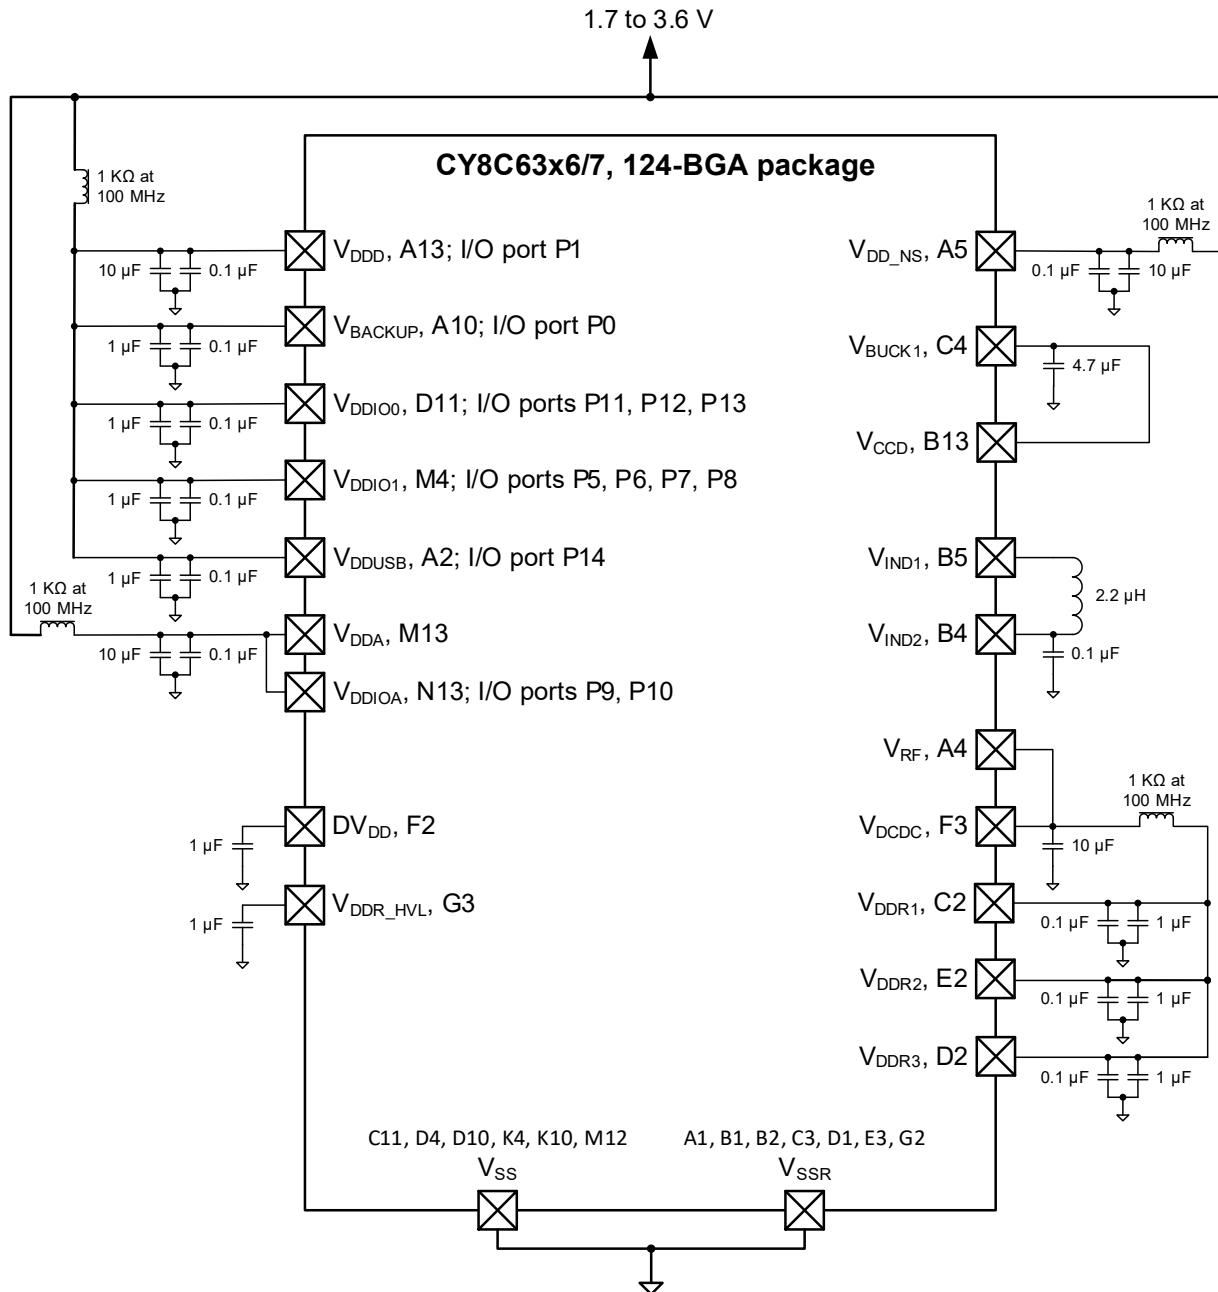 1.7 to 3.6 V
CY8C63x6/7, 124-BGA package
1 KΩ at
100 MHz
10 µF
0.1 µF
VDDD, A13; I/O port P1
1 µF
0.1 µF
VBACKUP, A10; I/O port P0
1 µF
0.1 µF
VDDIO0, D11; I/O ports P11, P12, P13
1 µF
0.1 µF
VDDIO1, M4; I/O ports P5, P6, P7, P8
1 µF
0.1 µF
VDDUSB, A2; I/O port P14
1 KΩ at
100 MHz
10 µF
0.1 µF
VDDA, M13
VDDIOA, N13; I/O ports P9, P10
1 µF
DVDD, F2
1 µF
VDDR_HVL, G3
VDD_NS, A5
1 KΩ at
100 MHz
0.1 µF
10 µF
VBUCK1, C4
4.7 µF
VCCD, B13
VIND1, B5
2.2 µH
VIND2, B4
0.1 µF
VRF, A4
1 KΩ at
100 MHz
VDCDC, F3
10 µF
VDDR1, C2
0.1 µF
1 µF
VDDR2, E2
0.1 µF
1 µF
VDDR3, D2
0.1 µF
1 µF
C11, D4, D10, K4, K10, M12
VSS
A1, B1, B2, C3, D1, E3, G2
VSSR